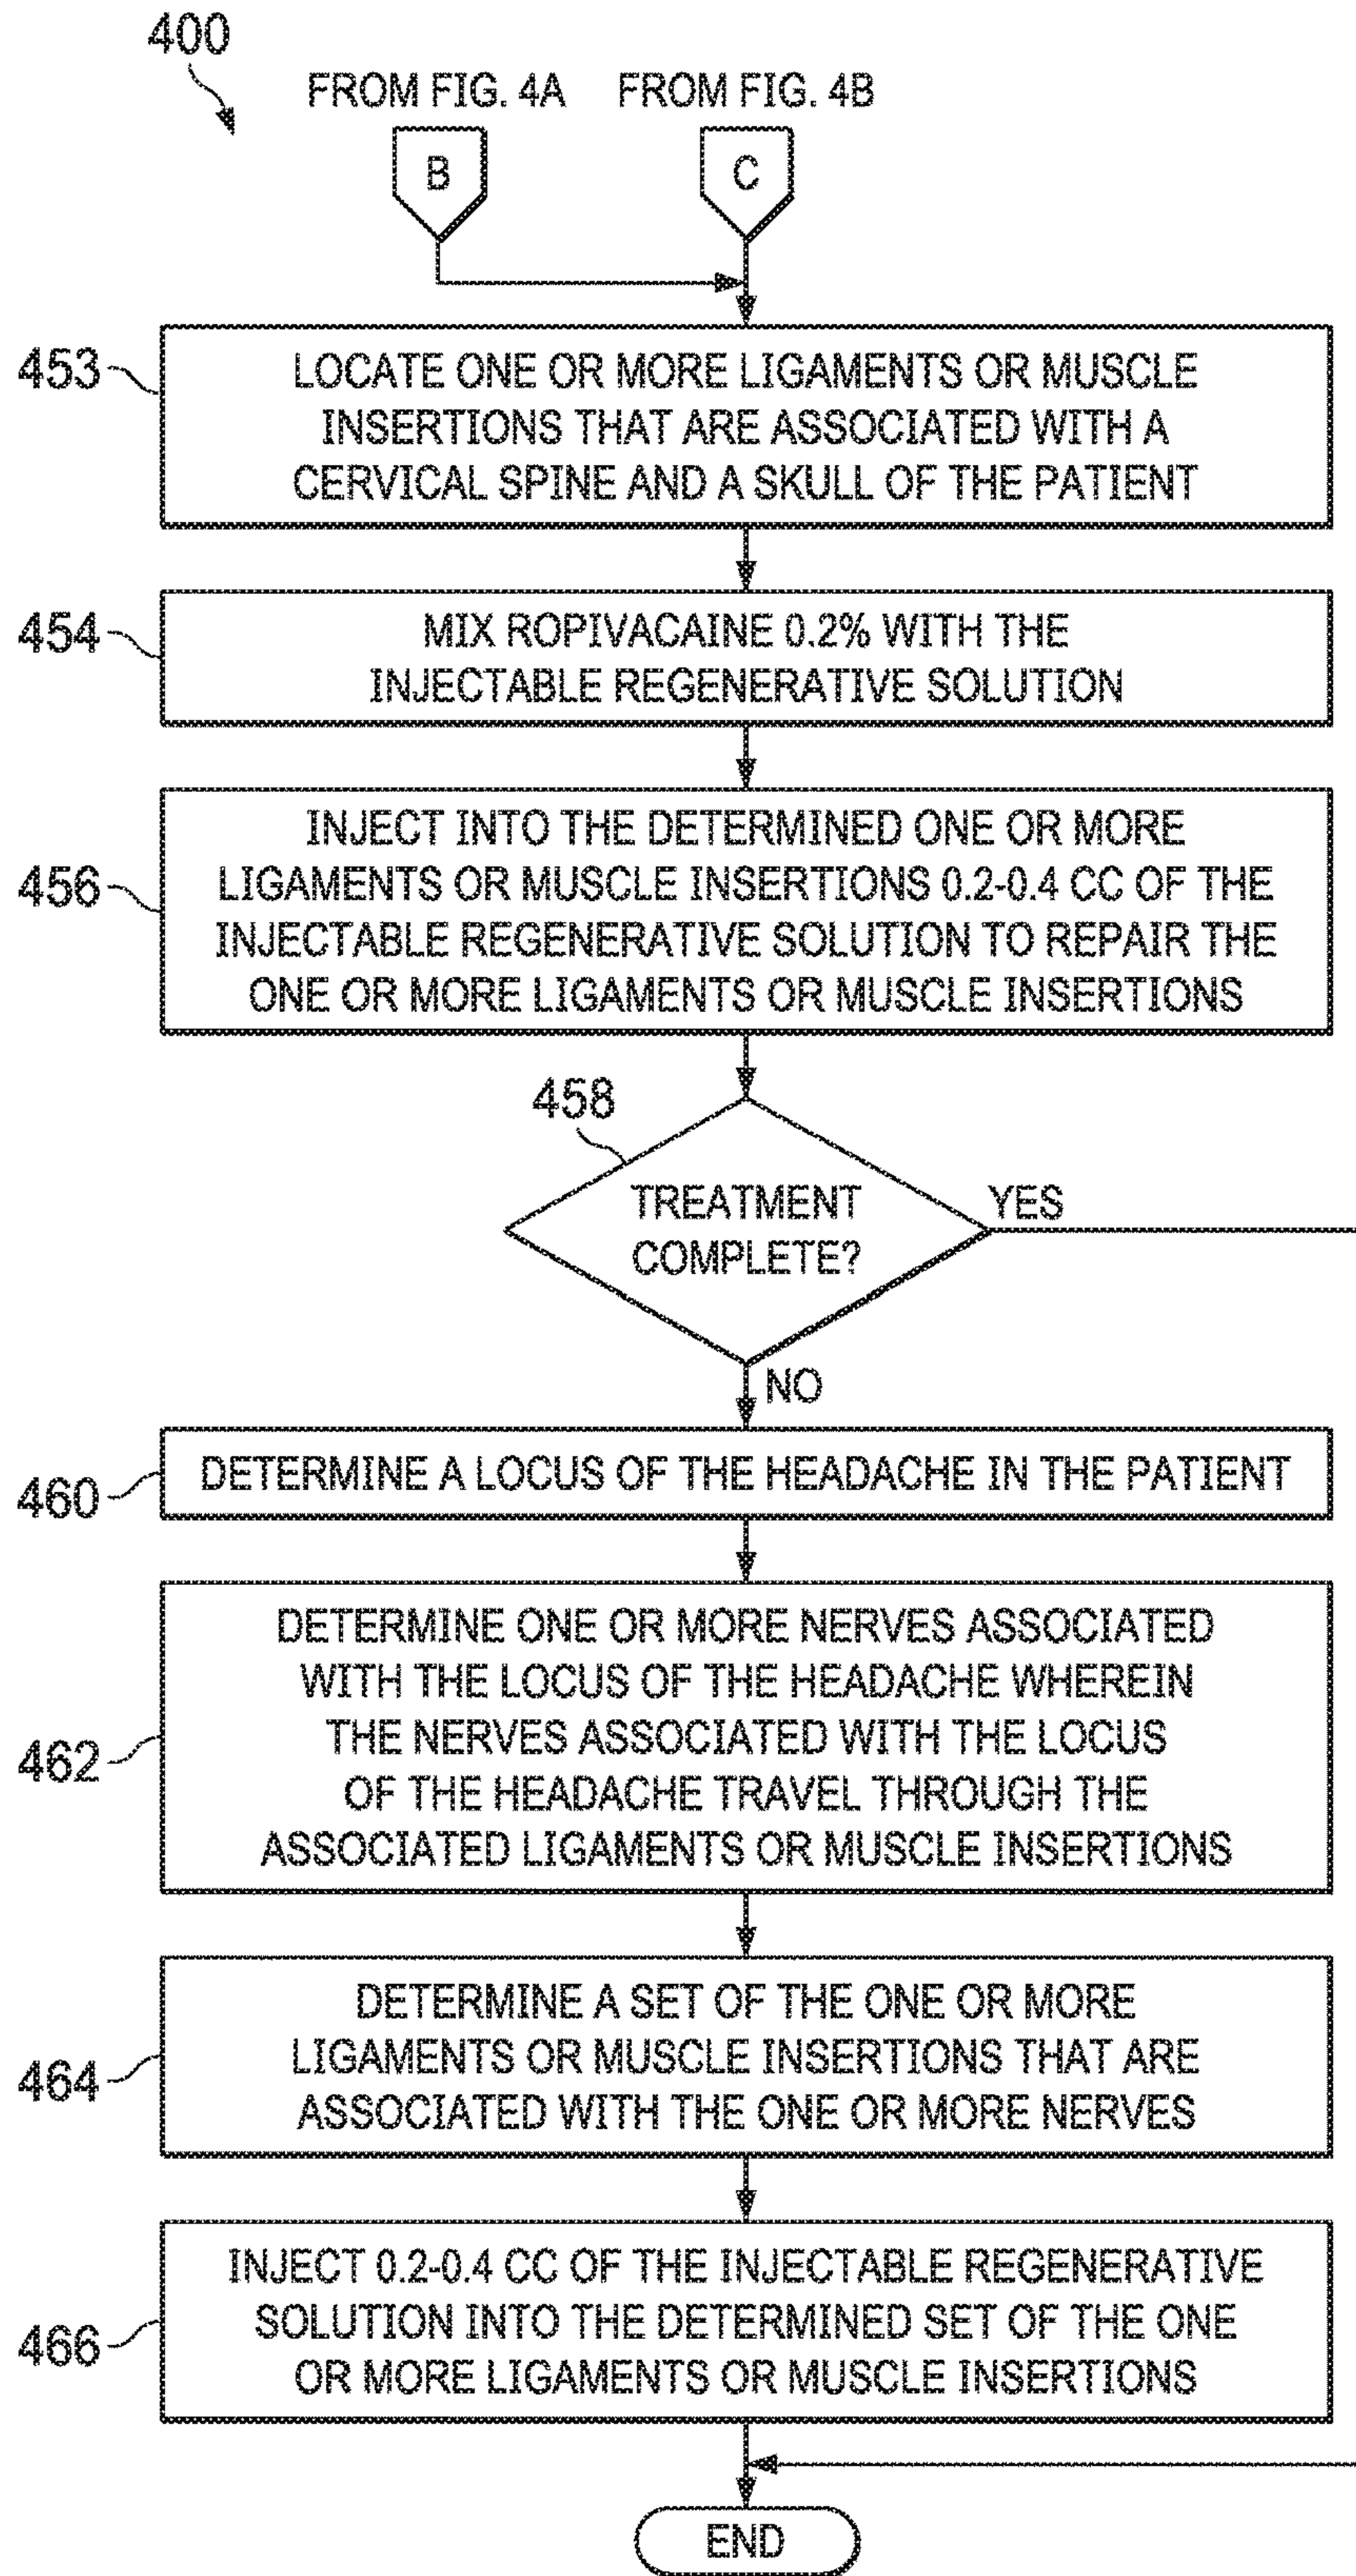 400
FROM FIG. 4A FROM FIG. 4B
B C
453
LOCATE ONE OR MORE LIGAMENTS OR MUSCLE
INSERTIONS THAT ARE ASSOCIATED WITH A
CERVICAL SPINE AND A SKULL OF THE PATIENT
454
MIX ROPIVACAINE 0.2% WITH THE
INJECTABLE REGENERATIVE SOLUTION
456
INJECT INTO THE DETERMINED ONE OR MORE
LIGAMENTS OR MUSCLE INSERTIONS 0.2-0.4 CC OF THE
INJECTABLE REGENERATIVE SOLUTION TO REPAIR THE
ONE OR MORE LIGAMENTS OR MUSCLE INSERTIONS
458
TREATMENT
COMPLETE?
YES
NO
460
DETERMINE A LOCUS OF THE HEADACHE IN THE PATIENT
462
DETERMINE ONE OR MORE NERVES ASSOCIATED
WITH THE LOCUS OF THE HEADACHE WHEREIN
THE NERVES ASSOCIATED WITH THE LOCUS
OF THE HEADACHE TRAVEL THROUGH THE
ASSOCIATED LIGAMENTS OR MUSCLE INSERTIONS
464
DETERMINE A SET OF THE ONE OR MORE
LIGAMENTS OR MUSCLE INSERTIONS THAT ARE
ASSOCIATED WITH THE ONE OR MORE NERVES
466
INJECT 0.2-0.4 CC OF THE INJECTABLE REGENERATIVE
SOLUTION INTO THE DETERMINED SET OF THE ONE
OR MORE LIGAMENTS OR MUSCLE INSERTIONS
END